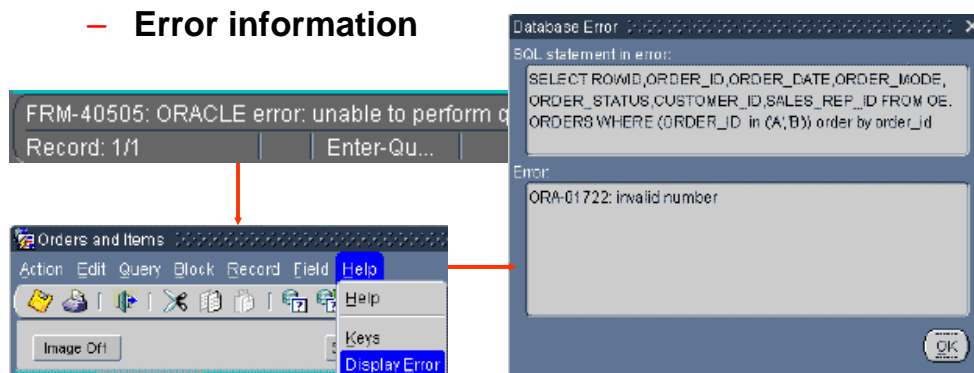 – Error information
FRM-40505: ORACLE error: unable to perform q
Record: 1/1 Enter-Qu...
Orders and Items
Action Edit Query Block Record Field Help
Help
Image Off
Keys
Display Error
Database Error
SQL statement in error:
SELECT ROWID,ORDER_ID,ORDER_DATE,ORDER_MODE,
ORDER_STATUS,CUSTOMER_ID,SALES_REP_ID FROM OE.
ORDERS WHERE (ORDER_ID in (A','B')) order by order_id
Error:
ORA-01722: invalid number
OK